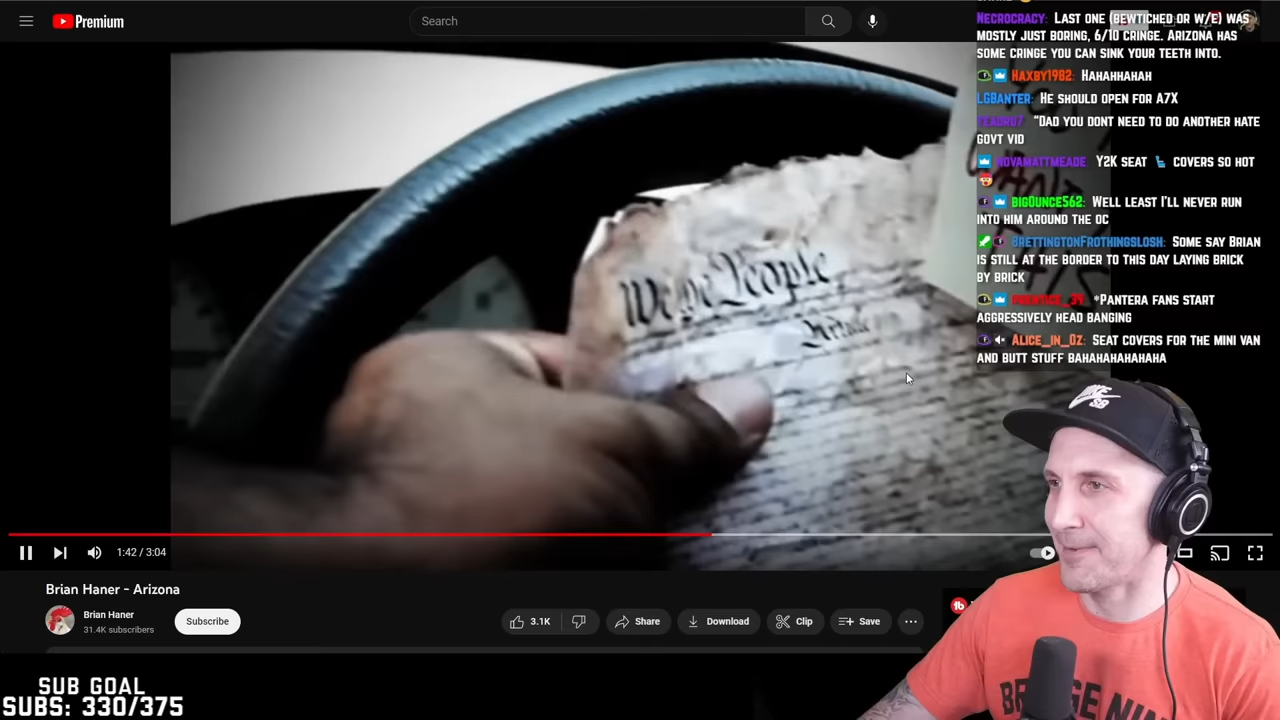 Premium
Search
NECROCRACY: LAST ONE (BEWTICHED OR W/E) WAS
MOSTLY JUST BORING, 6/10 CRINGE. ARIZONA HAS
SOME CRINGE YOU CAN SINK YOUR TEETH INTO.
HAXBY1982: HAHAHHAHAH
LGBANTER: HE SHOULD OPEN FOR A7X
"DAD YOU DONT NEED TO DO ANOTHER HATE
GOVT VID
NOVAMATTMEADE Y2K SEAT COVERS SO HOT
BIGOUNCE562: WELL LEAST I'LL NEVER RUN
INTO HIM AROUND THE OC
BRETTINGTONFROTHINGSLOSH: SOME SAY BRIAN
IS STILL AT THE BORDER TO THIS DAY LAYING BRICK
BY BRICK
*PANTERA FANS START
AGGRESSIVELY HEAD BANGING
ALICE_IN_OZ: SEAT COVERS FOR THE MINI VAN
AND BUTT STUFF BAHAHAHAHAHAHA
We the People
Article
NIKE
SB
1:42 / 3:04
Brian Haner - Arizona
Brian Haner
31.4K subscribers
Subscribe
3.1K
Share
Download
Clip
Save
SUB GOAL
SUBS: 330/375